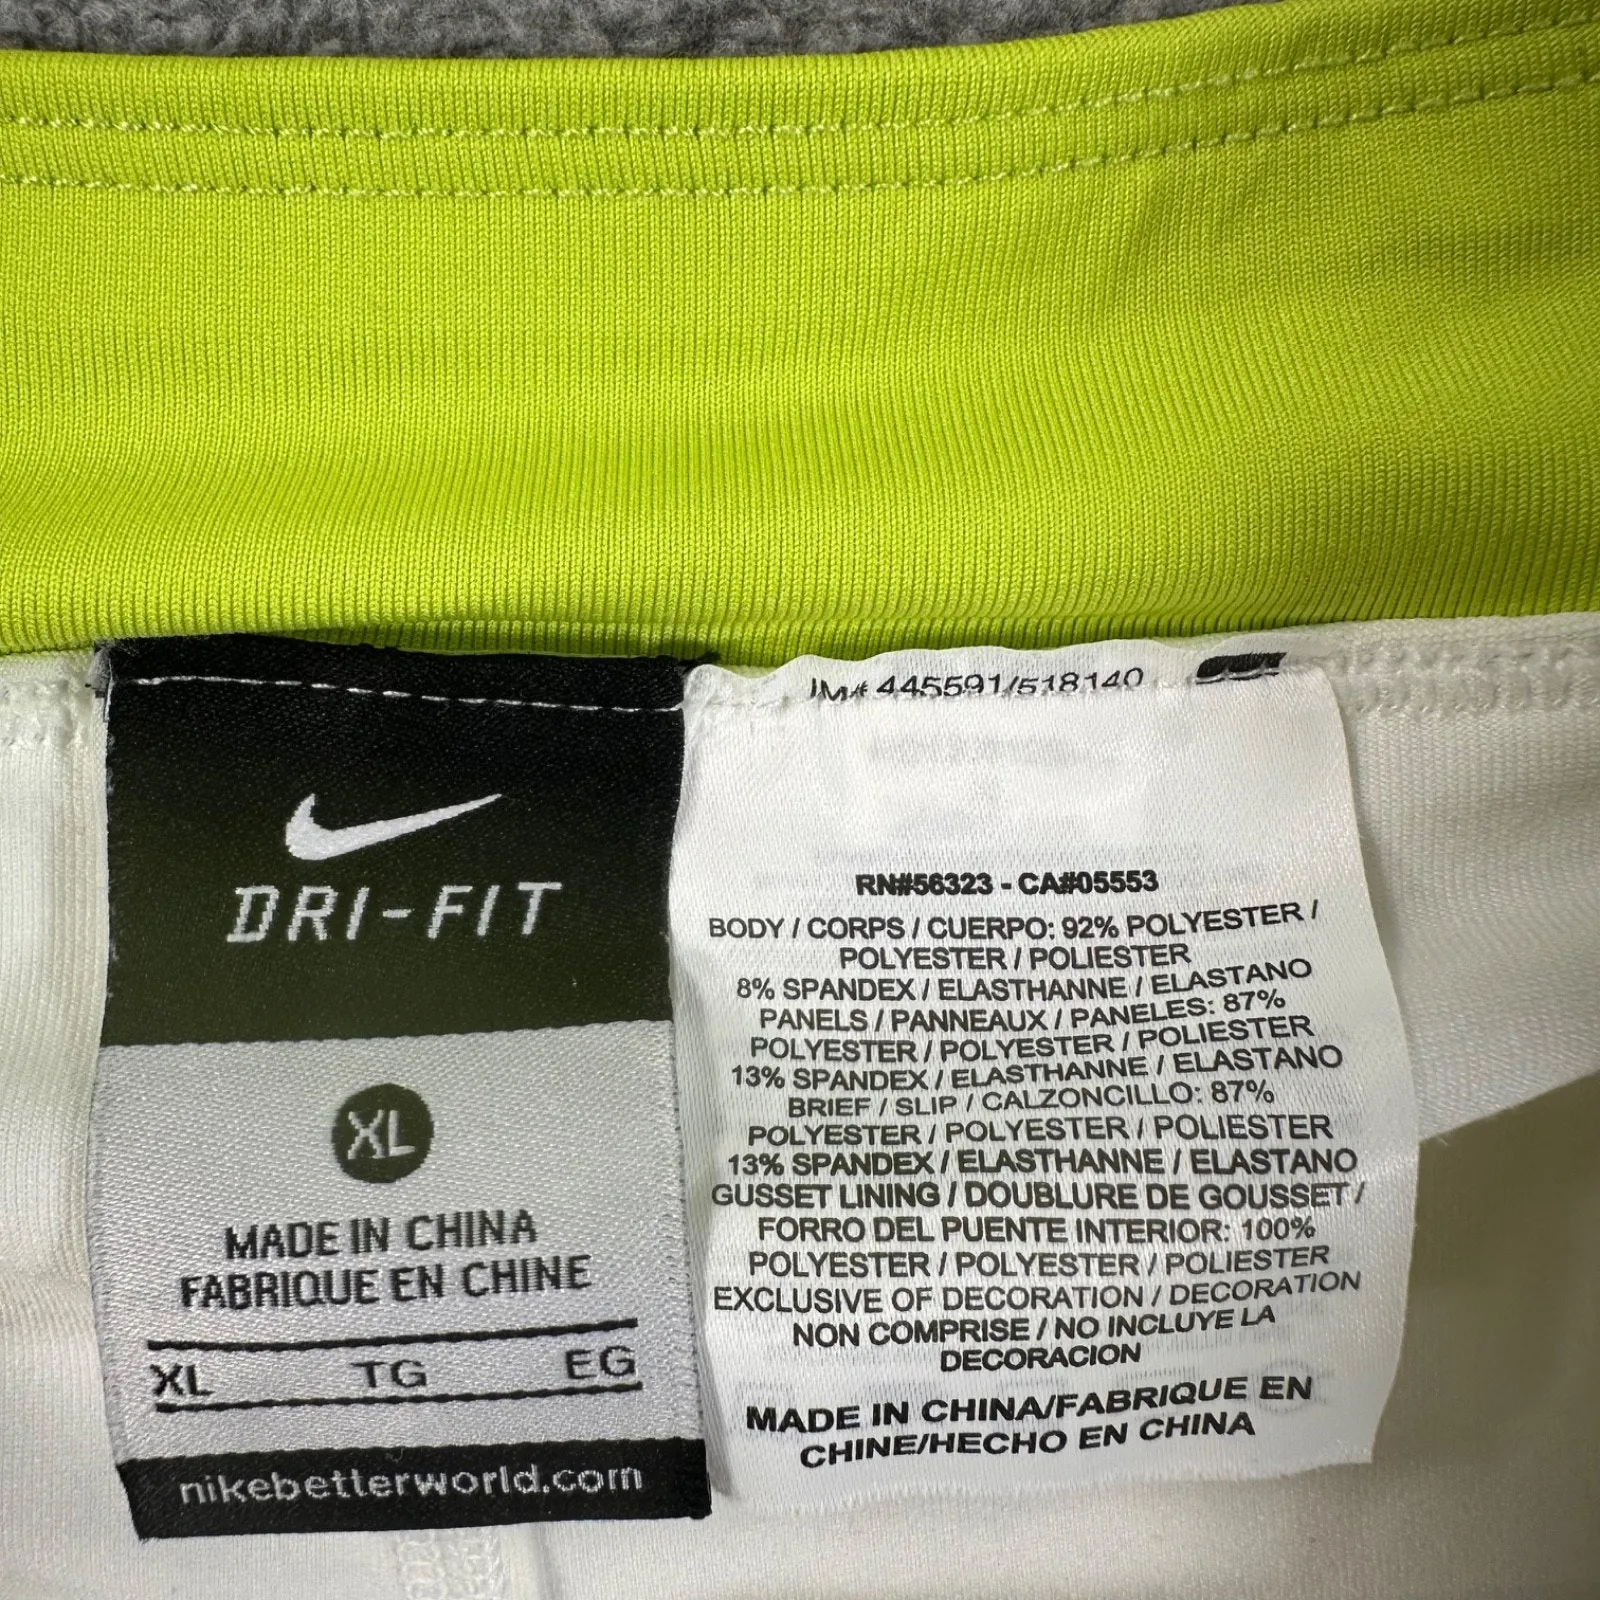 DRI-FIT
XL
MADE IN CHINA
FABRIQUE EN CHINE
XL TG EG
nikebetterworld.com
IM# 445591/518140
RN#56323 - CA#05553
BODY / CORPS / CUERPO: 92% POLYESTER /
POLYESTER / POLIESTER
8% SPANDEX / ELASTHANNE / ELASTANO
PANELS / PANNEAUX / PANELES: 87%
POLYESTER / POLYESTER / POLIESTER
13% SPANDEX / ELASTHANNE / ELASTANO
BRIEF / SLIP / CALZONCILLO: 87%
POLYESTER / POLYESTER / POLIESTER
13% SPANDEX / ELASTHANNE / ELASTANO
GUSSET LINING / DOUBLURE DE GOUSSET /
FORRO DEL PUENTE INTERIOR: 100%
POLYESTER / POLYESTER / POLIESTER
EXCLUSIVE OF DECORATION / DECORATION
NON COMPRISE / NO INCLUYE LA
DECORACION
MADE IN CHINA/FABRIQUE EN
CHINE/HECHO EN CHINA